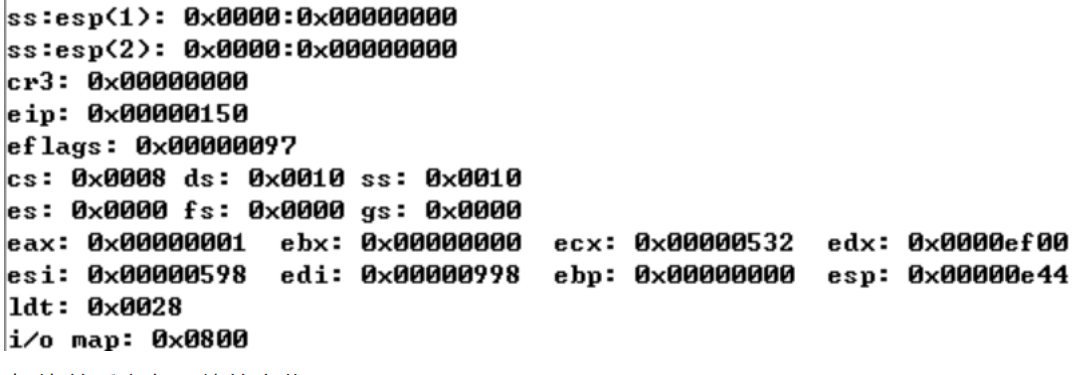 ss:esp(1): 0x0000:0x00000000
ss:esp(2): 0x0000:0x00000000
cr3: 0x00000000
eip: 0x00000150
eflags: 0x00000097
cs: 0x0008 ds: 0x0010 ss: 0x0010
es: 0x0000 fs: 0x0000 gs: 0x0000
eax: 0x00000001 ebx: 0x00000000 ecx: 0x00000532 edx: 0x0000ef00
esi: 0x00000598 edi: 0x00000998 ebp: 0x00000000 esp: 0x00000e44
ldt: 0x0028
i/o map: 0x0800